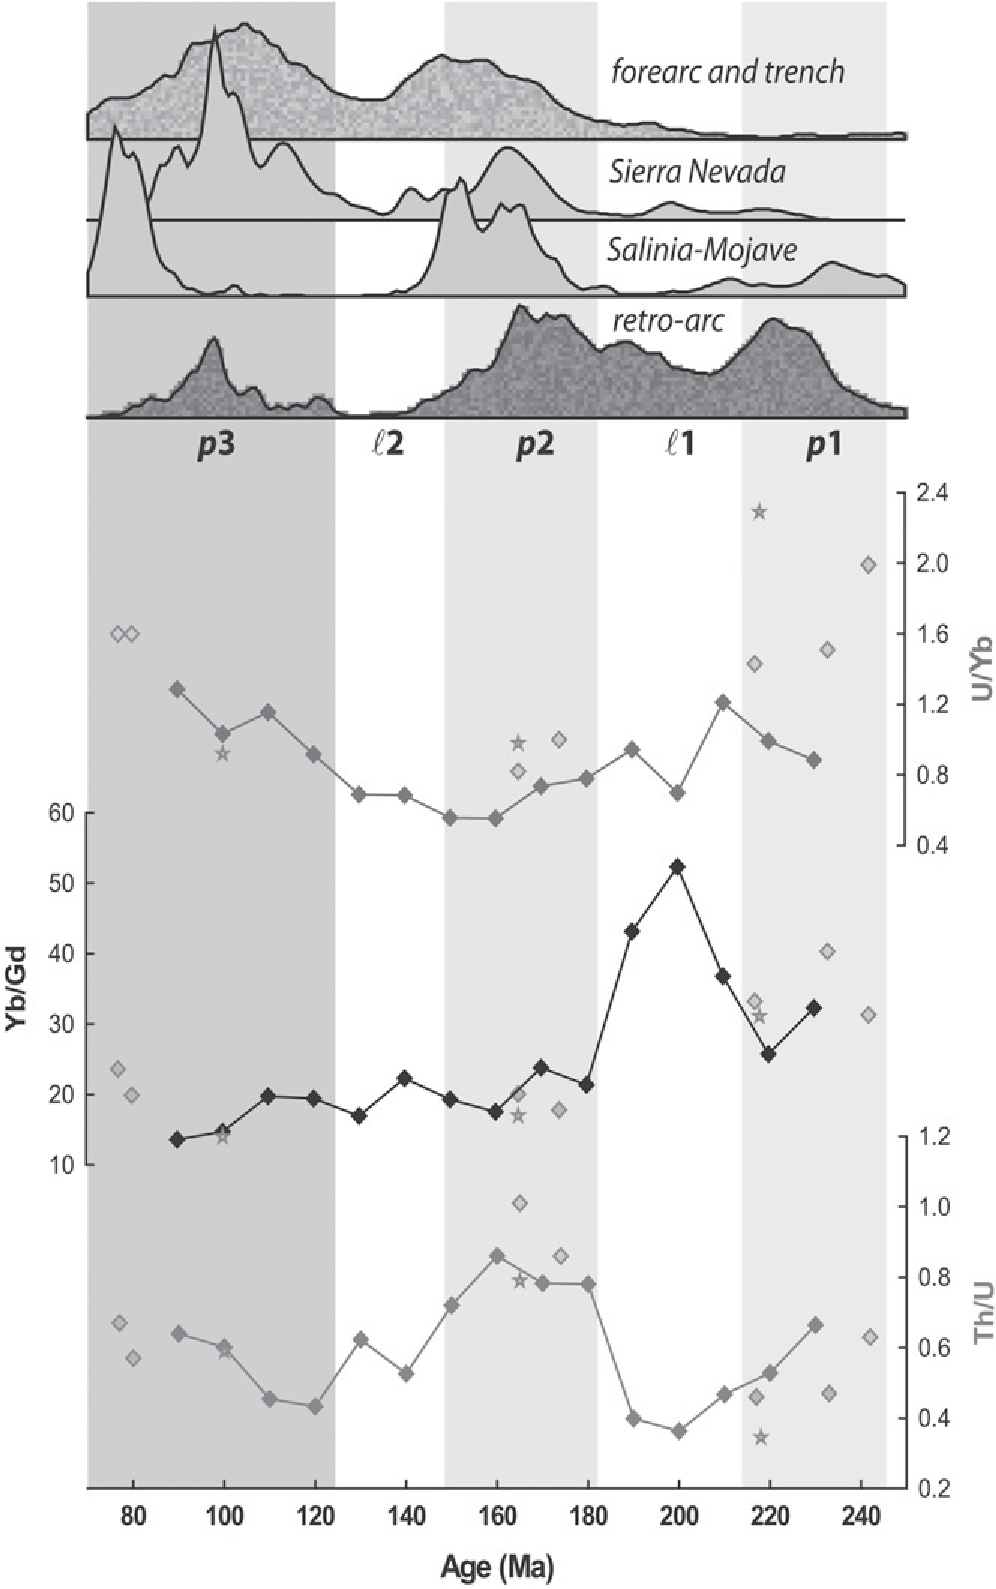 forearc and trench
Sierra Nevada
Salinia-Mojave
retro-arc
p3 ℓ2 p2 ℓ1 p1
2.4
2.0
1.6
1.2
0.8
0.4
U/Yb
60
50
40
30
20
10
Yb/Gd
1.2
1.0
0.8
0.6
0.4
0.2
Th/U
80 100 120 140 160 180 200 220 240
Age (Ma)